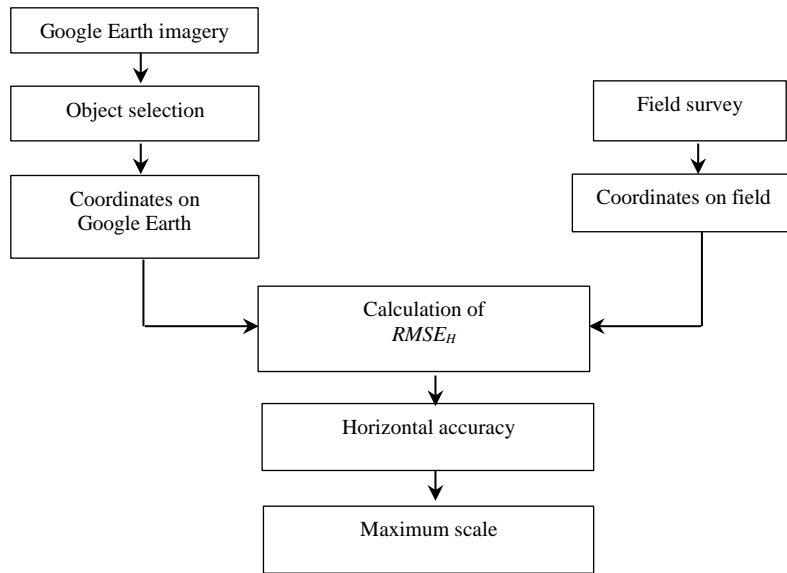 Google Earth imagery
Object selection
Coordinates on
Google Earth
Field survey
Coordinates on field
Calculation of
RMSE_H
Horizontal accuracy
Maximum scale